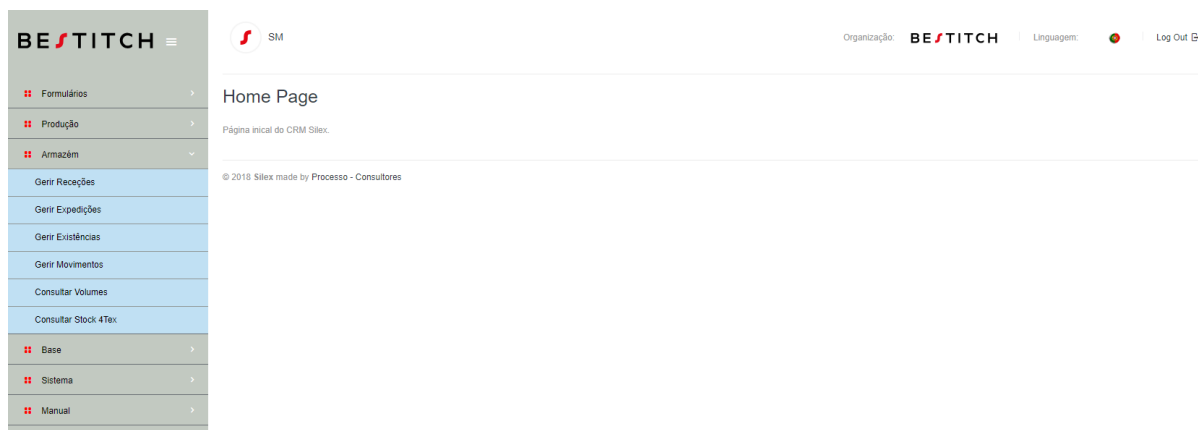 BESTITCH
SM
Organização:
BESTITCH
Linguagem:
Log Out
Formulários
Produção
Armazém
Gerir Receções
Gerir Expedições
Gerir Existências
Gerir Movimentos
Consultar Volumes
Consultar Stock 4Tex
Base
Sistema
Manual
Home Page
Página inical do CRM Silex.
© 2018 Silex made by Processo - Consultores